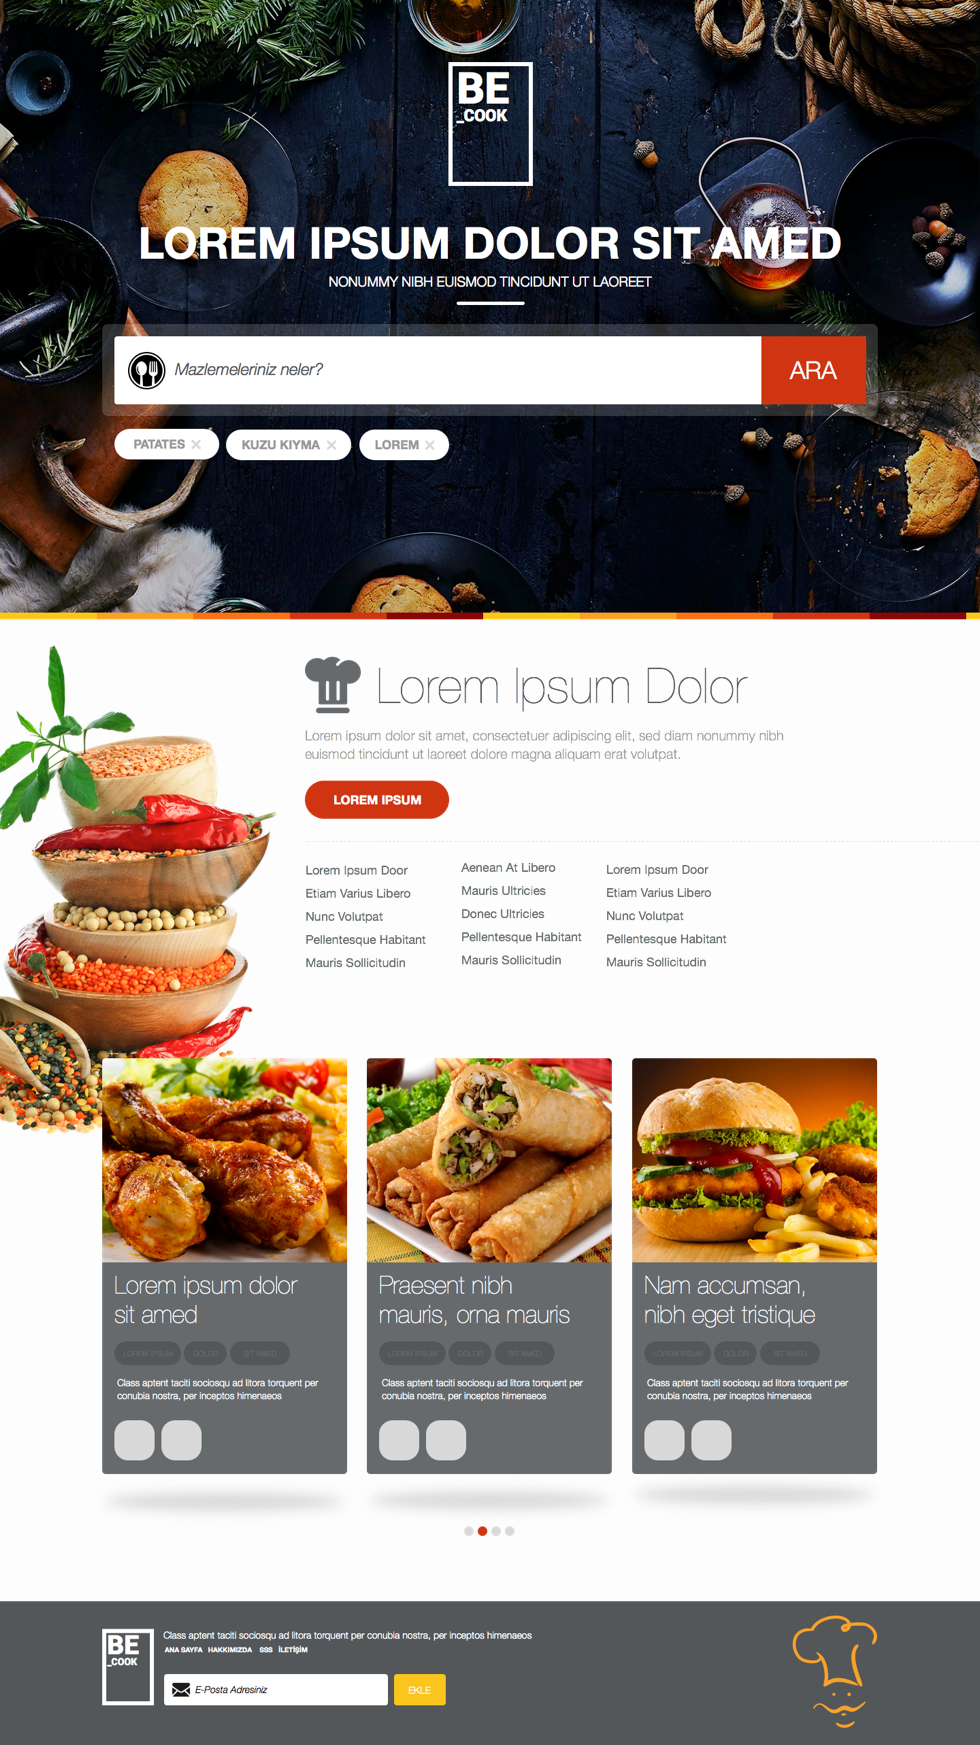 BE
_COOK
LOREM IPSUM DOLOR SIT AMED
NONUMMY NIBH EUISMOD TINCIDUNT UT LAOREET
Mazlemeleriniz neler?
ARA
PATATES ×
KUZU KIYMA ×
LOREM ×
Lorem Ipsum Dolor
Lorem ipsum dolor sit amet, consectetuer adipiscing elit, sed diam nonummy nibh
euismod tincidunt ut laoreet dolore magna aliquam erat volutpat.
LOREM IPSUM
Lorem Ipsum Door
Etiam Varius Libero
Nunc Volutpat
Pellentesque Habitant
Mauris Sollicitudin
Aenean At Libero
Mauris Ultricies
Donec Ultricies
Pellentesque Habitant
Mauris Sollicitudin
Lorem Ipsum Door
Etiam Varius Libero
Nunc Volutpat
Pellentesque Habitant
Mauris Sollicitudin
Lorem ipsum dolor
sit amed
LOREM IPSUM
DOLOR
SIT AMED
Class aptent taciti sociosqu ad litora torquent per
conubia nostra, per inceptos himenaeos
Praesent nibh
mauris, orna mauris
LOREM IPSUM
DOLOR
SIT AMED
Class aptent taciti sociosqu ad litora torquent per
conubia nostra, per inceptos himenaeos
Nam accumsan,
nibh eget tristique
LOREM IPSUM
DOLOR
SIT AMED
Class aptent taciti sociosqu ad litora torquent per
conubia nostra, per inceptos himenaeos
BE
_COOK
Class aptent taciti sociosqu ad litora torquent per conubia nostra, per inceptos himenaeos
ANA SAYFA HAKKIMIZDA SSS İLETİŞİM
E-Posta Adresiniz
EKLE